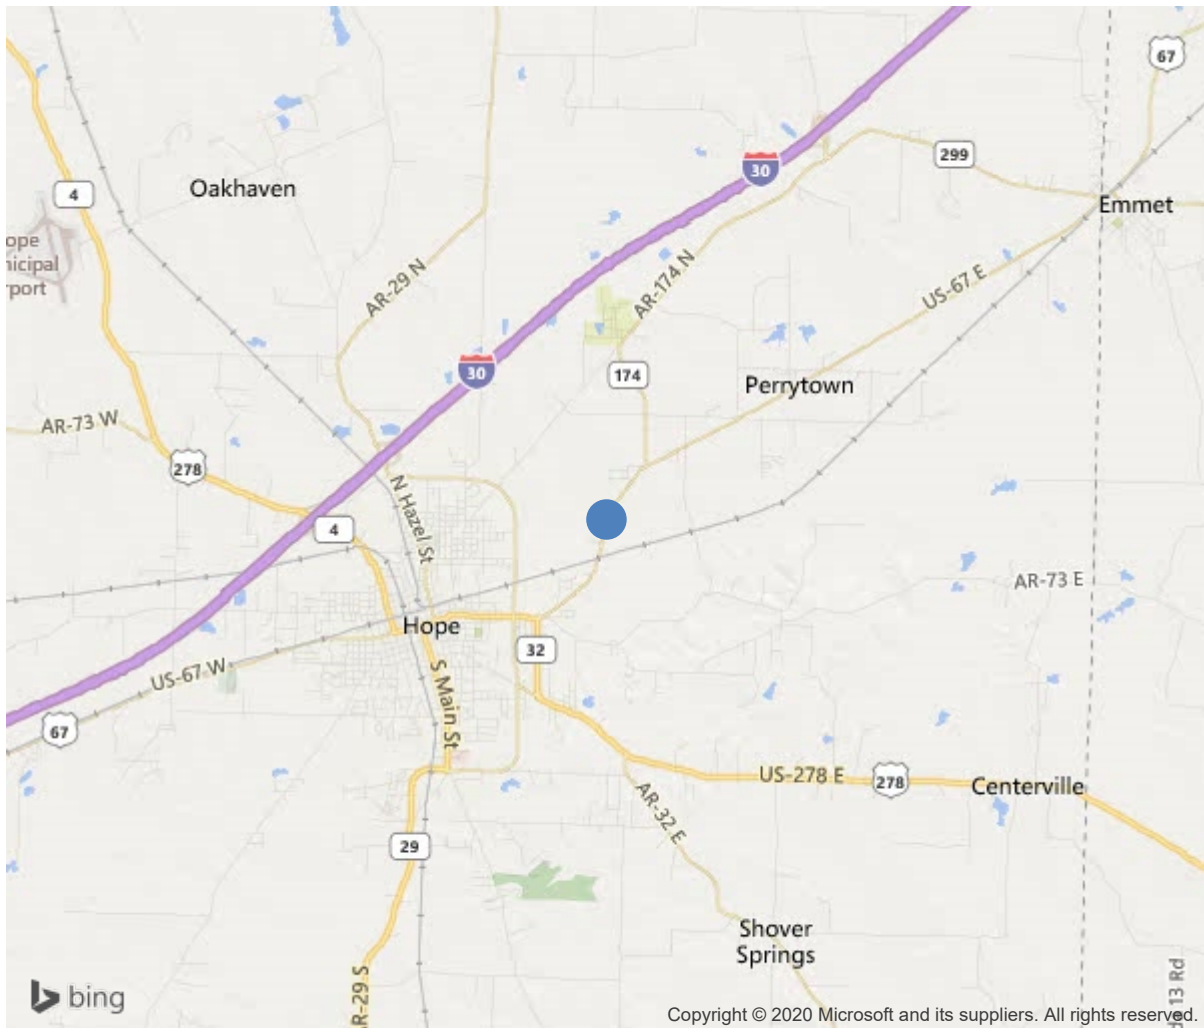 67
299
30
4
Oakhaven
Emmet
ope
nicipal
rport
AR-29 N
AR-174 N
US-67 E
30
174
Perrytown
AR-73 W
278
N Hazel St
4
AR-73 E
Hope
32
US-67 W
S Main St
67
US-278 E
278
Centerville
AR-32 E
29
Shover
Springs
R-29 S
13 Rd
bing
Copyright © 2020 Microsoft and its suppliers. All rights reserved.